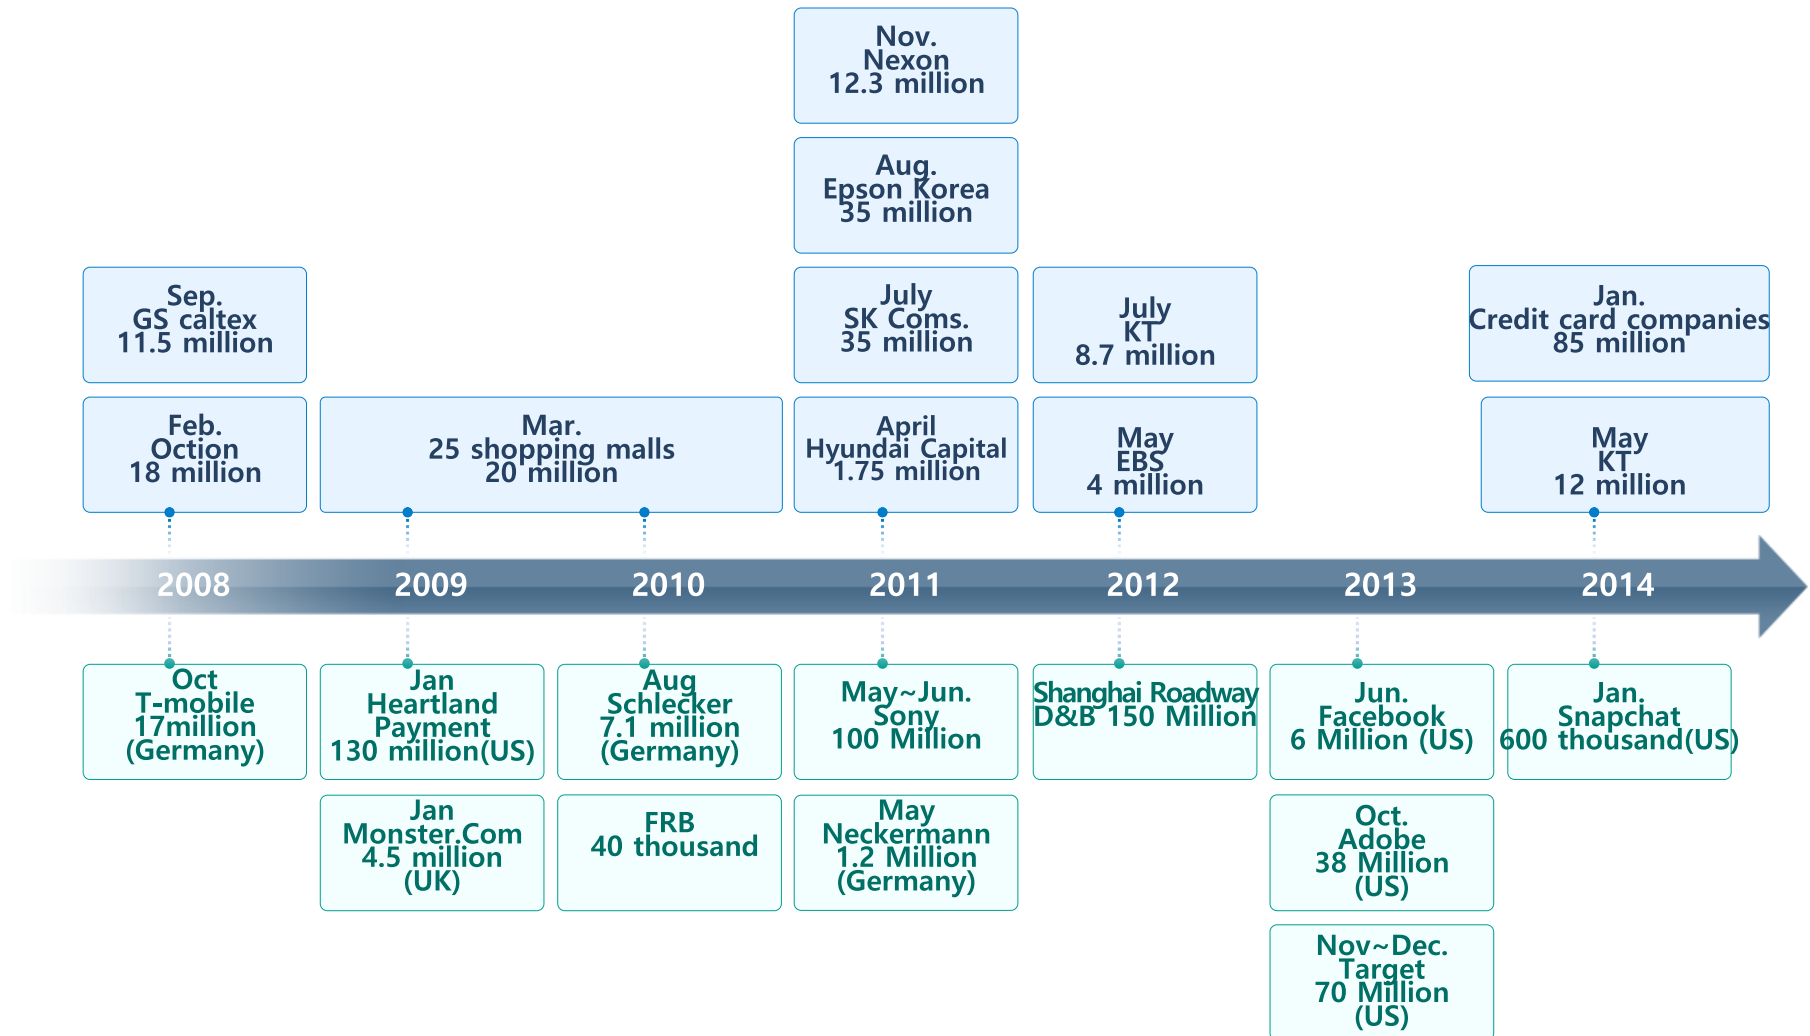 Nov.
Nexon
12.3 million
Aug.
Epson Korea
35 million
Sep.
GS caltex
11.5 million
July
SK Coms.
35 million
July
KT
8.7 million
Jan.
Credit card companies
85 million
Feb.
Oction
18 million
Mar.
25 shopping malls
20 million
April
Hyundai Capital
1.75 million
May
EBS
4 million
May
KT
12 million
2008
2009
2010
2011
2012
2013
2014
Oct
T-mobile
17million
(Germany)
Jan
Heartland
Payment
130 million(US)
Aug
Schlecker
7.1 million
(Germany)
May~Jun.
Sony
100 Million
Shanghai Roadway
D&B 150 Million
Jun.
Facebook
6 Million (US)
Jan.
Snapchat
600 thousand(US)
Jan
Monster.Com
4.5 million
(UK)
FRB
40 thousand
May
Neckermann
1.2 Million
(Germany)
Oct.
Adobe
38 Million
(US)
Nov~Dec.
Target
70 Million
(US)